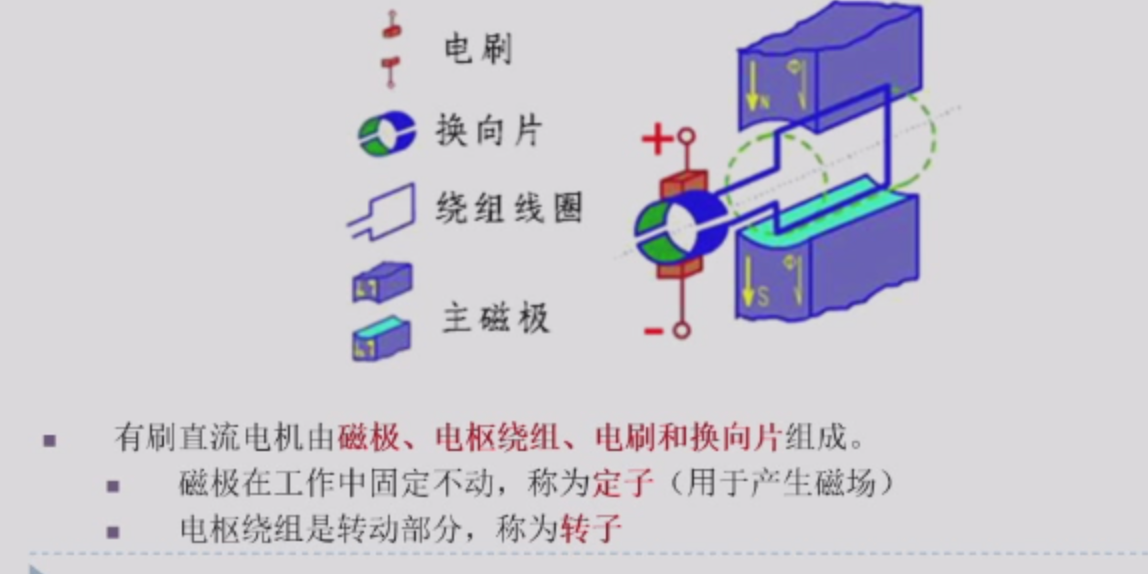 电刷
换向片
绕组线圈
主磁极
N
Φ
+
S
Φ
-
有刷直流电机由磁极、电枢绕组、电刷和换向片组成。
磁极在工作中固定不动，称为定子（用于产生磁场）
电枢绕组是转动部分，称为转子